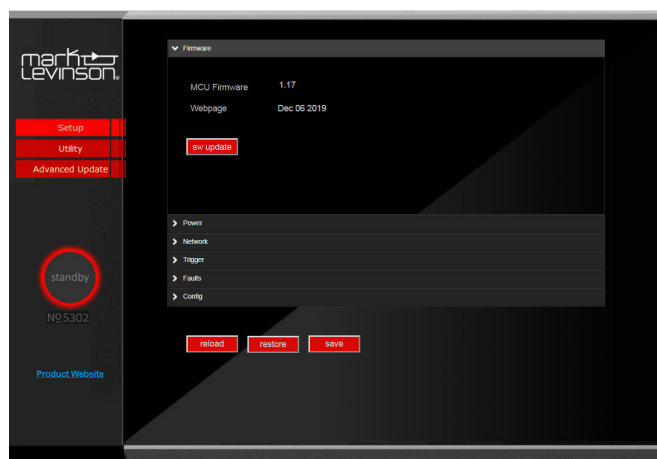 mark
Levinson®
Setup
Utility
Advanced Update
standby
Nº5302
Product Website
Firmware
MCU Firmware 1.17
Webpage Dec 06 2019
sw update
Power
Network
Trigger
Faults
Config
reload restore save